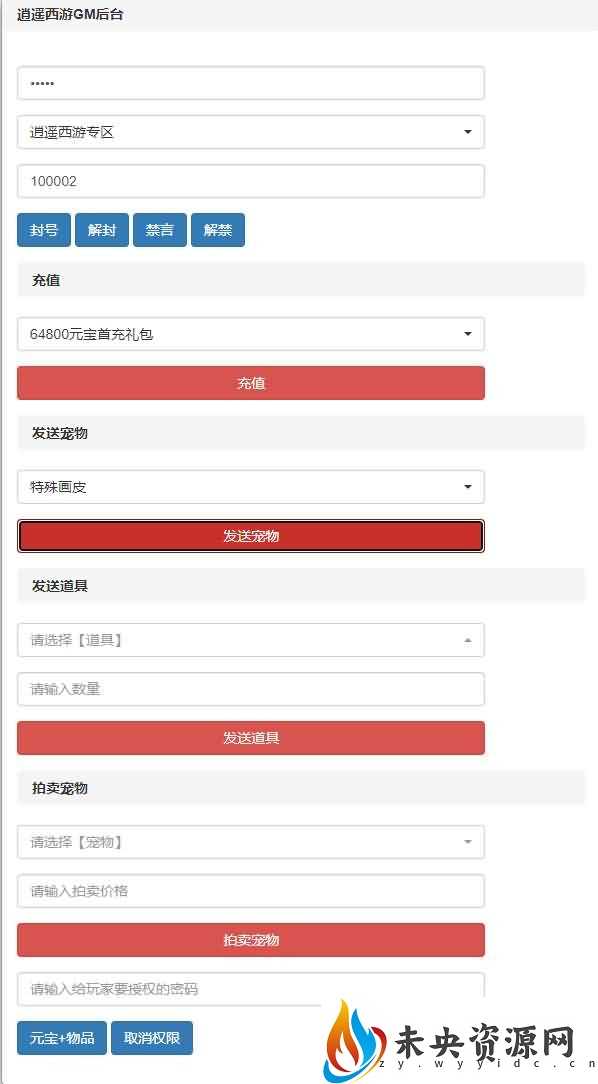 逍遥西游GM后台
•••••
逍遥西游专区
100002
封号 解封 禁言 解禁
充值
64800元宝首充礼包
充值
发送宠物
特殊画皮
发送宠物
发送道具
请选择【道具】
请输入数量
发送道具
拍卖宠物
请选择【宠物】
请输入拍卖价格
拍卖宠物
请输入给玩家要授权的密码
元宝+物品 取消权限
未央资源网
zy.wyyidc.cn